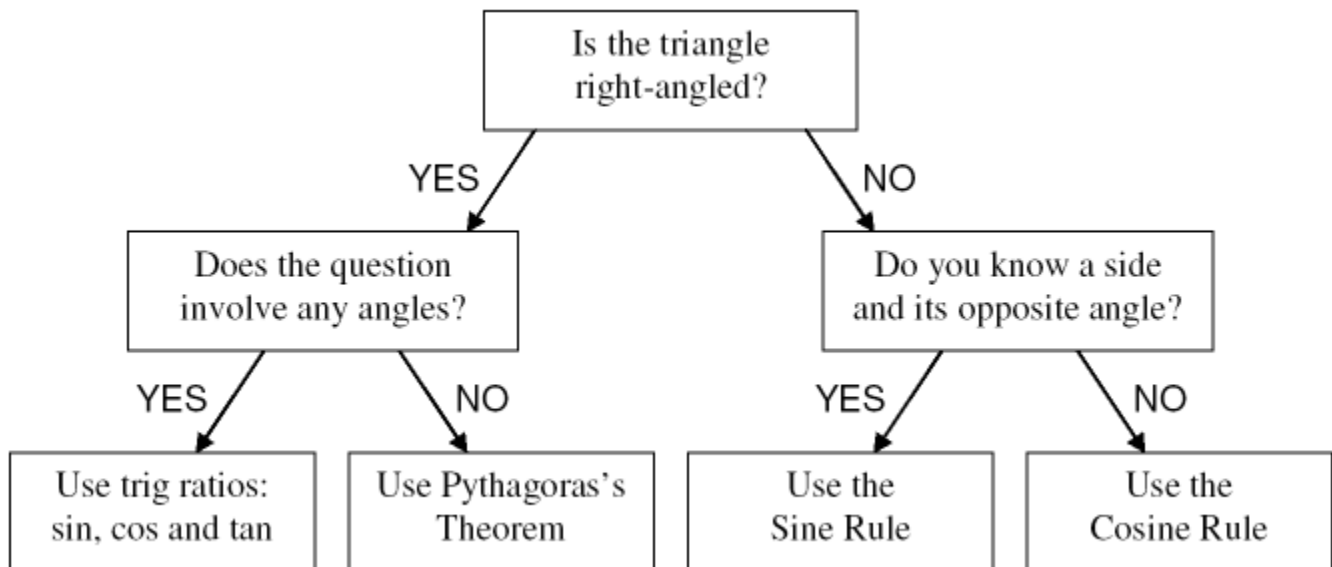 Is the triangle
right-angled?
YES
NO
Does the question
involve any angles?
Do you know a side
and its opposite angle?
YES
NO
YES
NO
Use trig ratios:
sin, cos and tan
Use Pythagoras's
Theorem
Use the
Sine Rule
Use the
Cosine Rule